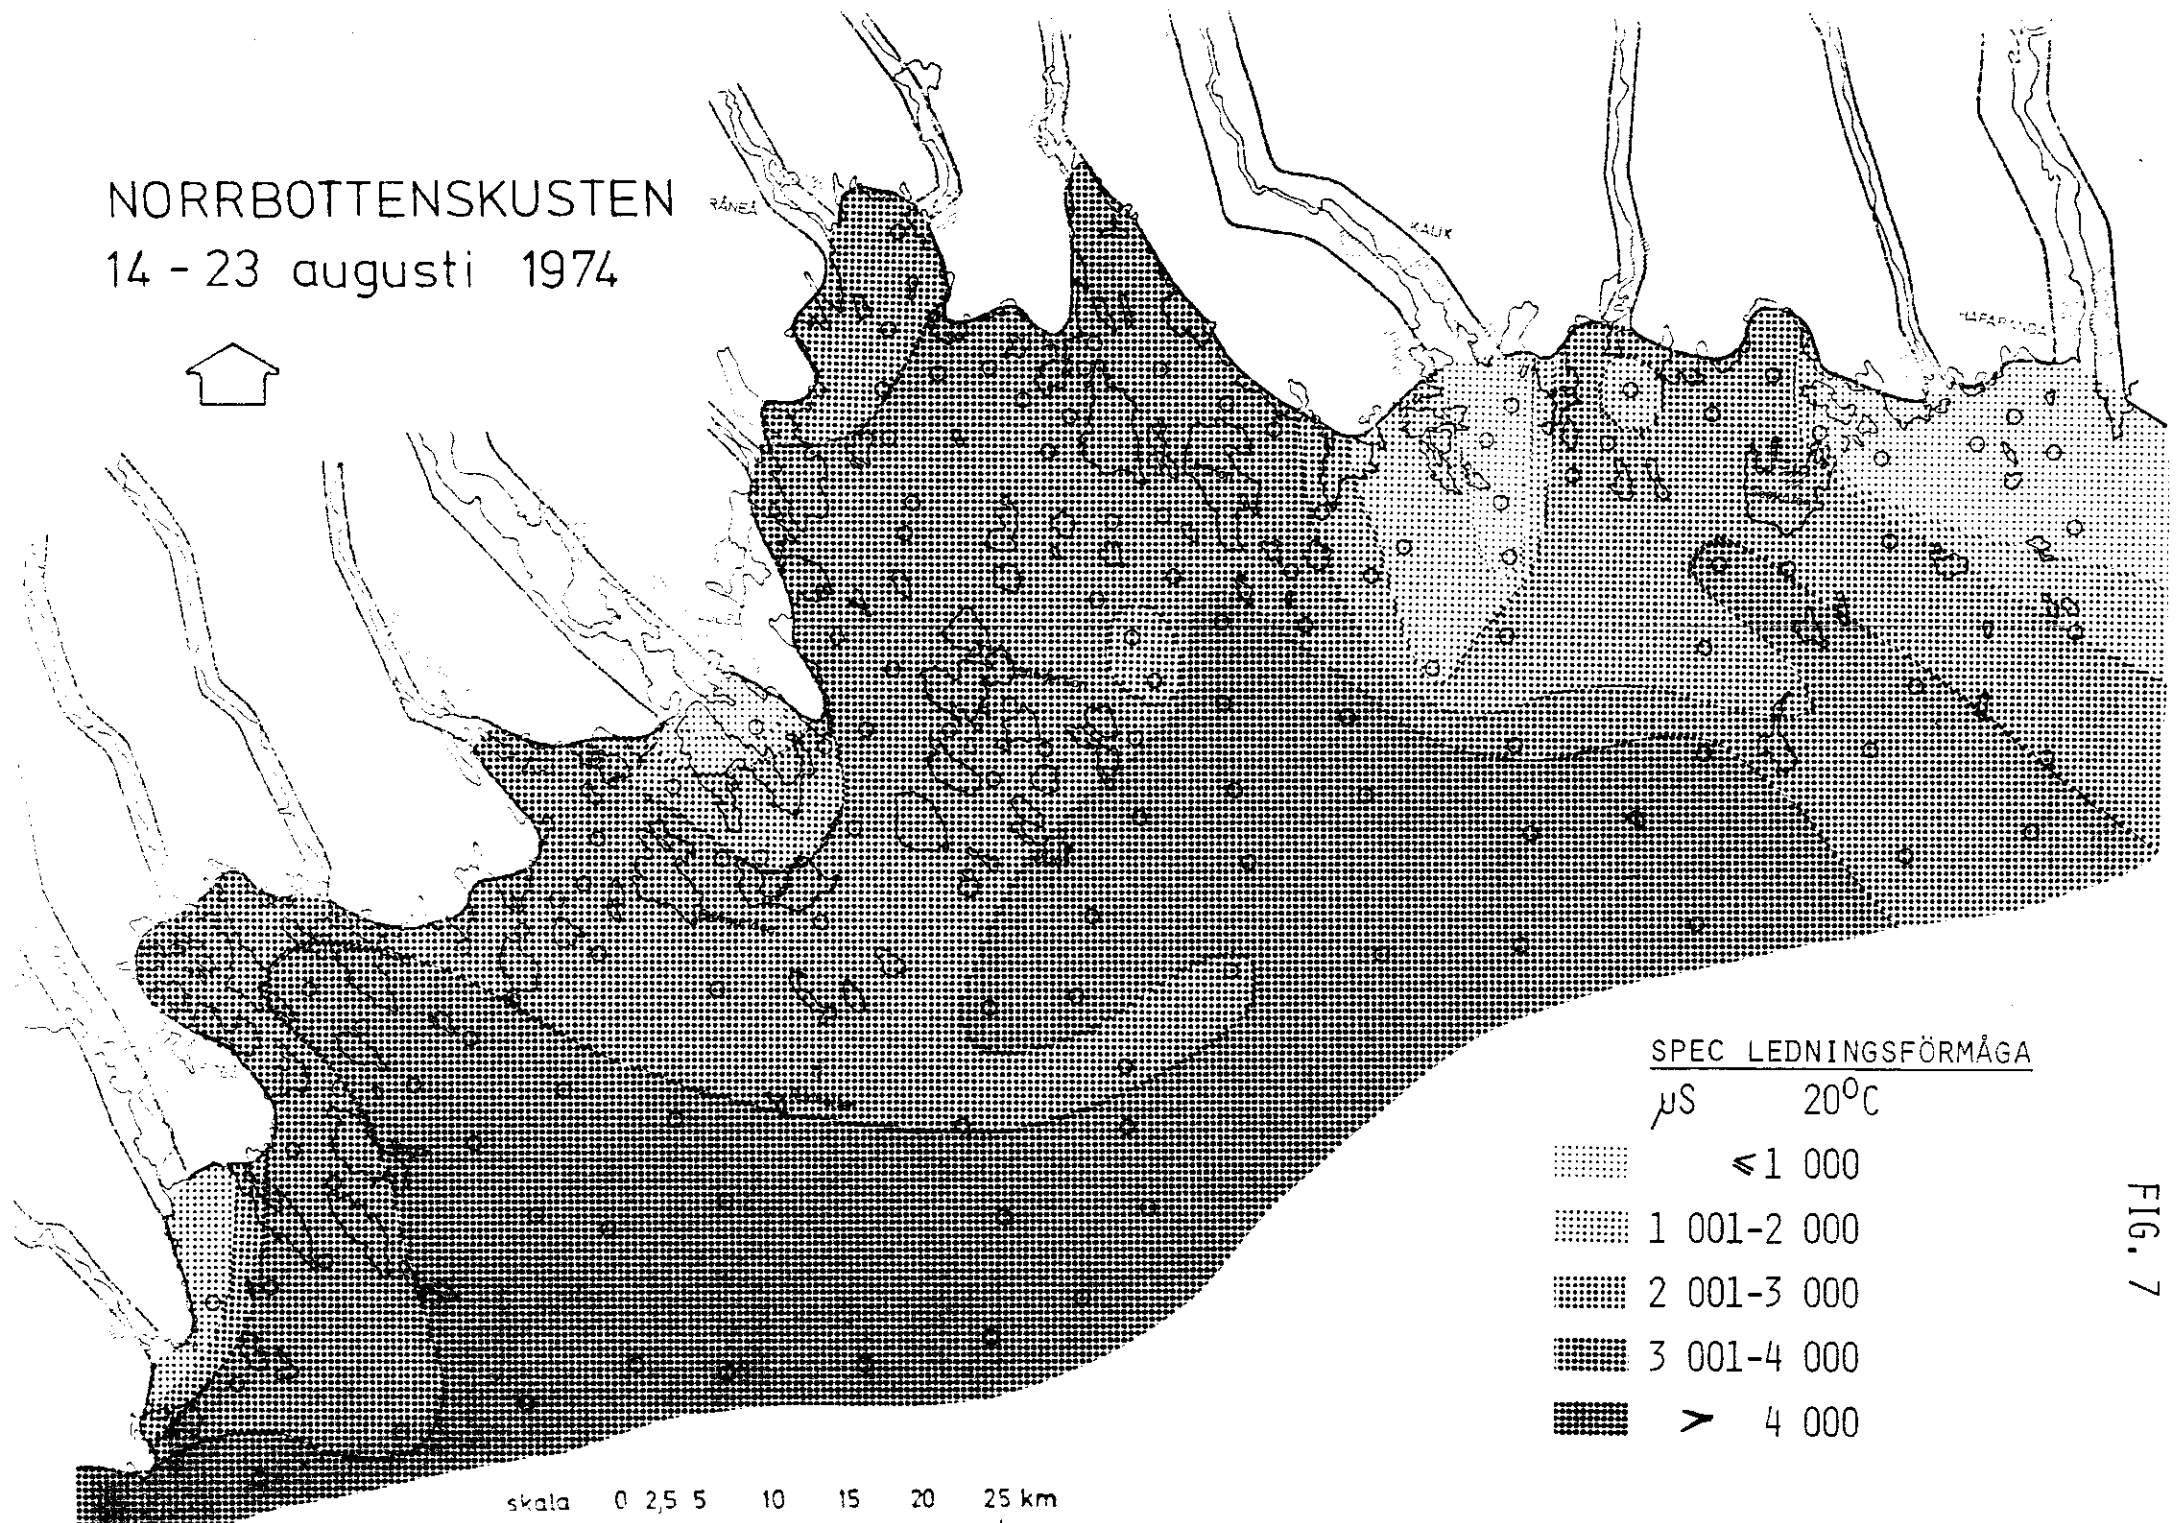 NORRBOTTENSKUSTEN
14 - 23 augusti 1974
RÅNEÅ
KALIX
HAPARANDA
SPEC LEDNINGSFÖRMÅGA
µS 20°C
⩽ 1 000
1 001-2 000
2 001-3 000
3 001-4 000
> 4 000
FIG. 7
skala 0 2,5 5 10 15 20 25 km